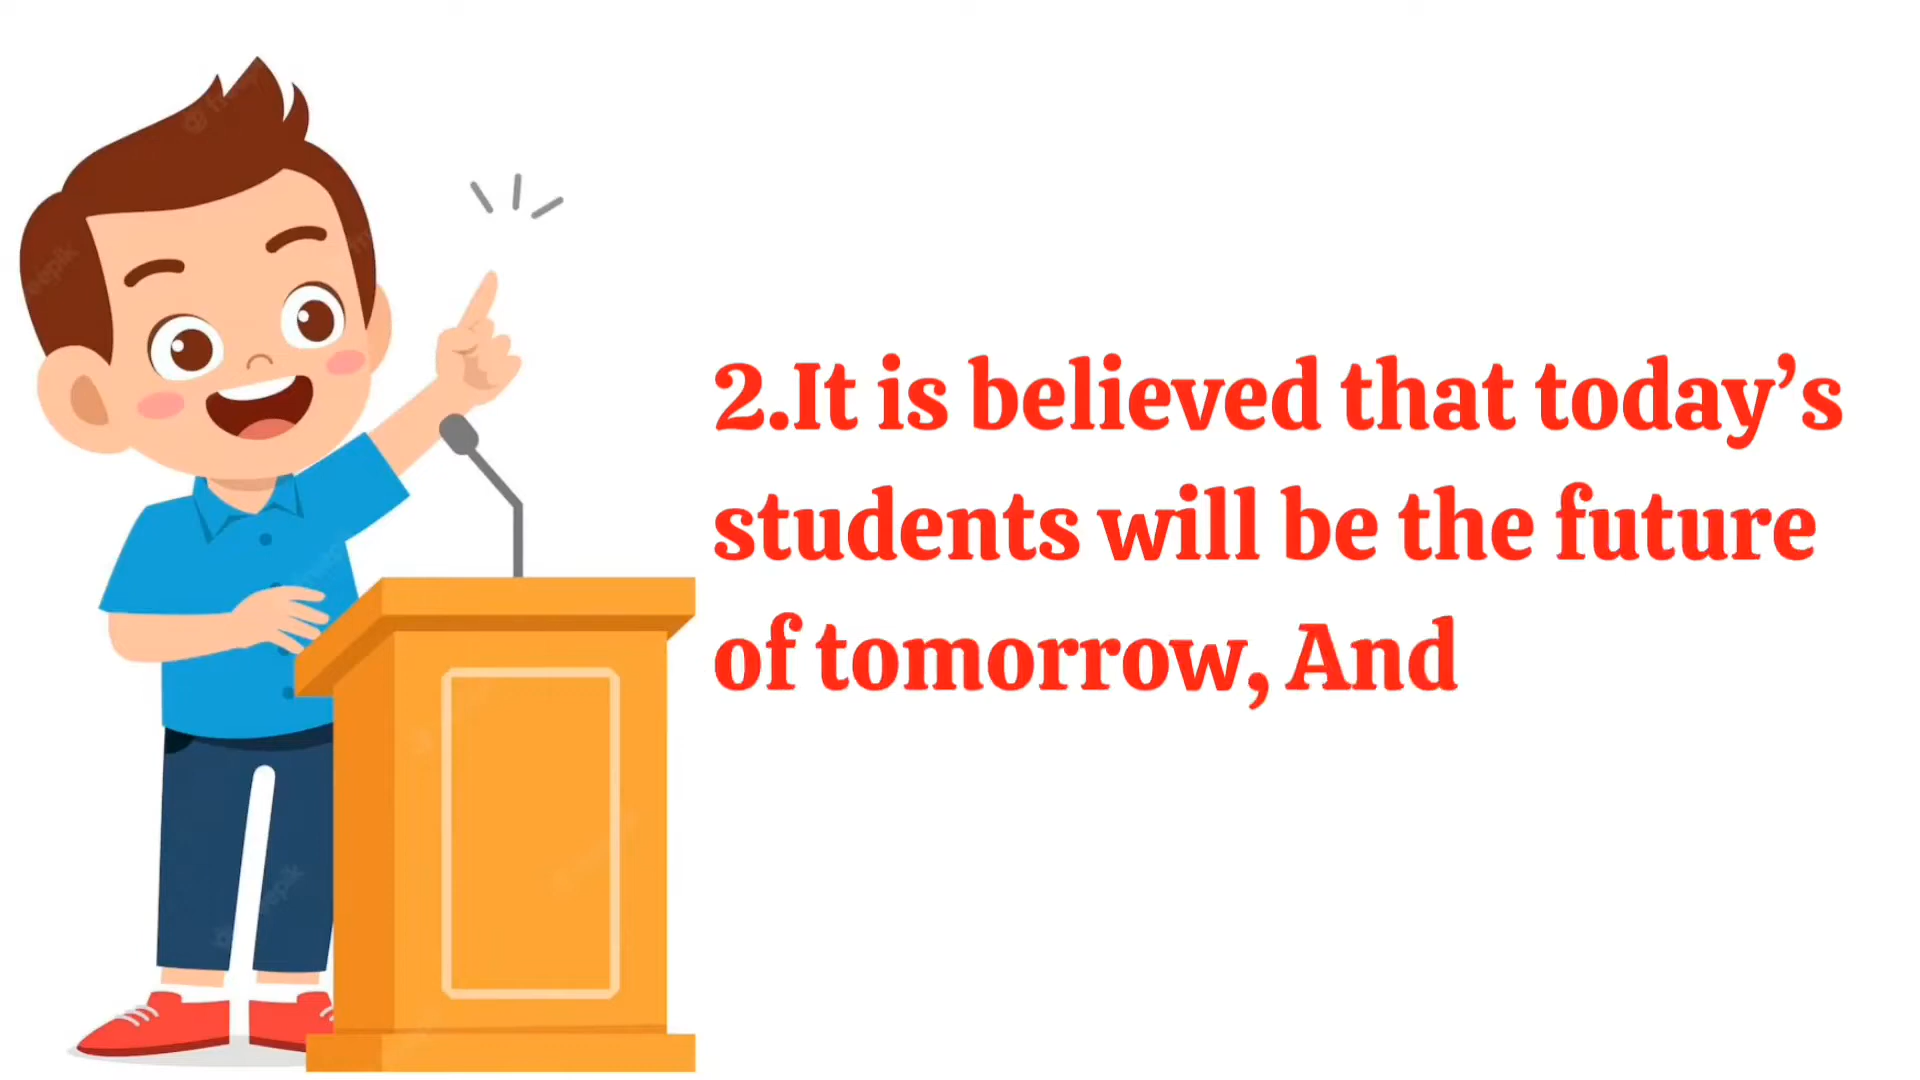 2.It is believed that today’s
students will be the future
of tomorrow, And